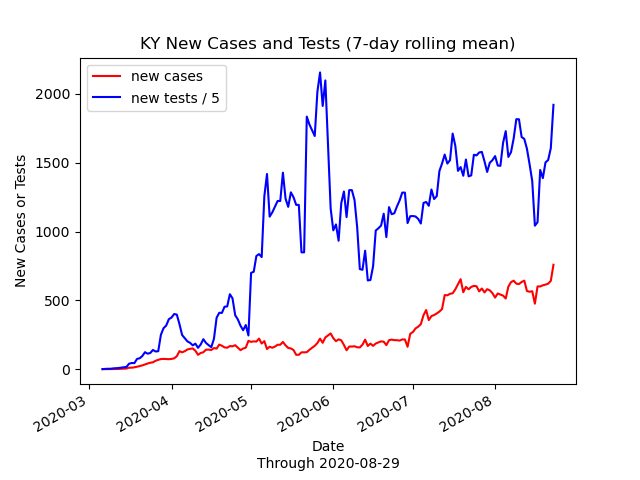 KY New Cases and Tests (7-day rolling mean)
new cases
new tests / 5
New Cases or Tests
2000
1500
1000
500
0
2020-03
2020-04
2020-05
2020-06
2020-07
2020-08
Date
Through 2020-08-29